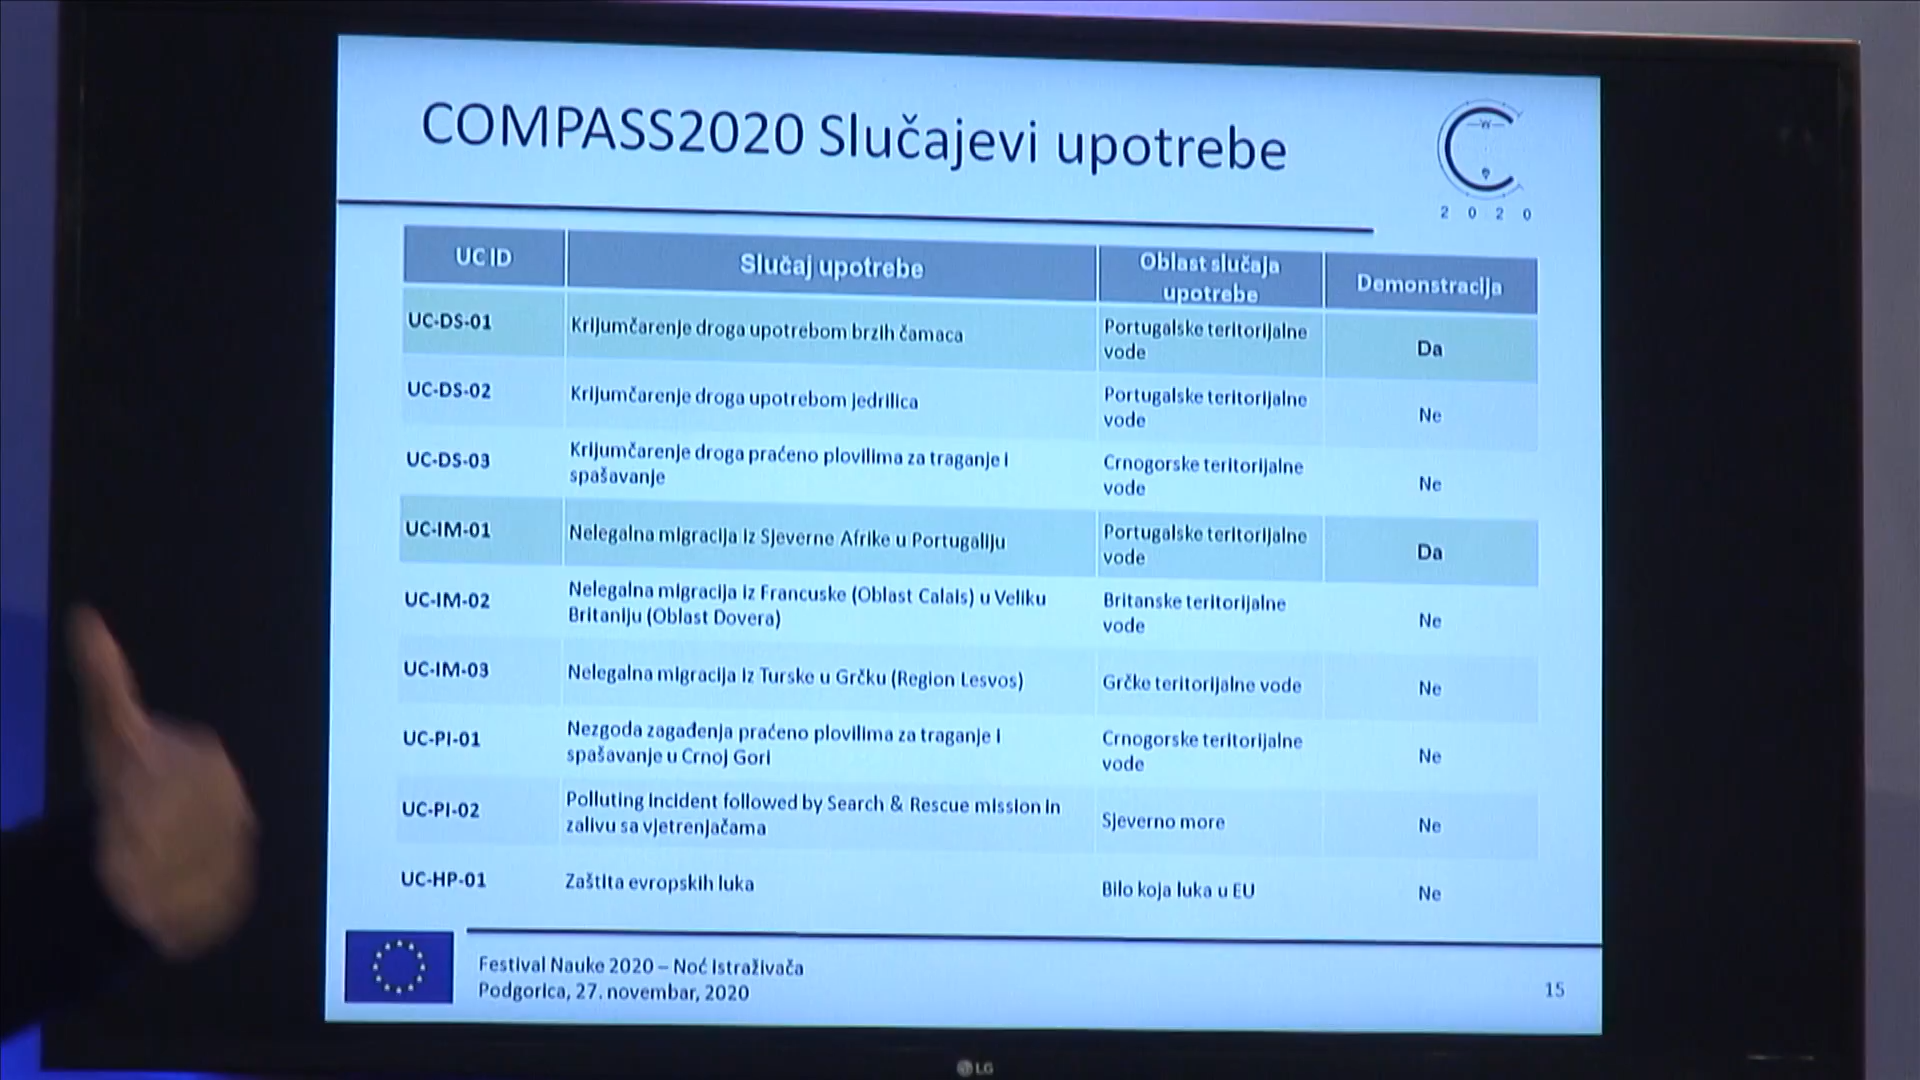 COMPASS2020 Slučajevi upotrebe
2 0 2 0
UC ID
Slučaj upotrebe
Oblast slučaja
upotrebe
Demonstracija
UC-DS-01
Krijumčarenje droga upotrebom brzih čamaca
Portugalske teritorijalne
vode
Da
UC-DS-02
Krijumčarenje droga upotrebom jedrilica
Portugalske teritorijalne
vode
Ne
UC-DS-03
Krijumčarenje droga praćeno plovilima za traganje i
spašavanje
Crnogorske teritorijalne
vode
Ne
UC-IM-01
Nelegalna migracija iz Sjeverne Afrike u Portugaliju
Portugalske teritorijalne
vode
Da
UC-IM-02
Nelegalna migracija iz Francuske (Oblast Calais) u Veliku
Britaniju (Oblast Dovera)
Britanske teritorijalne
vode
Ne
UC-IM-03
Nelegalna migracija iz Turske u Grčku (Region Lesvos)
Grčke teritorijalne vode
Ne
UC-PI-01
Nezgoda zagađenja praćeno plovilima za traganje i
spašavanje u Crnoj Gori
Crnogorske teritorijalne
vode
Ne
UC-PI-02
Polluting incident followed by Search & Rescue mission in
zalivu sa vjetrenjačama
Sjeverno more
Ne
UC-HP-01
Zaštita evropskih luka
Bilo koja luka u EU
Ne
Festival Nauke 2020 – Noć Istraživača
Podgorica, 27. novembar, 2020
15
LG